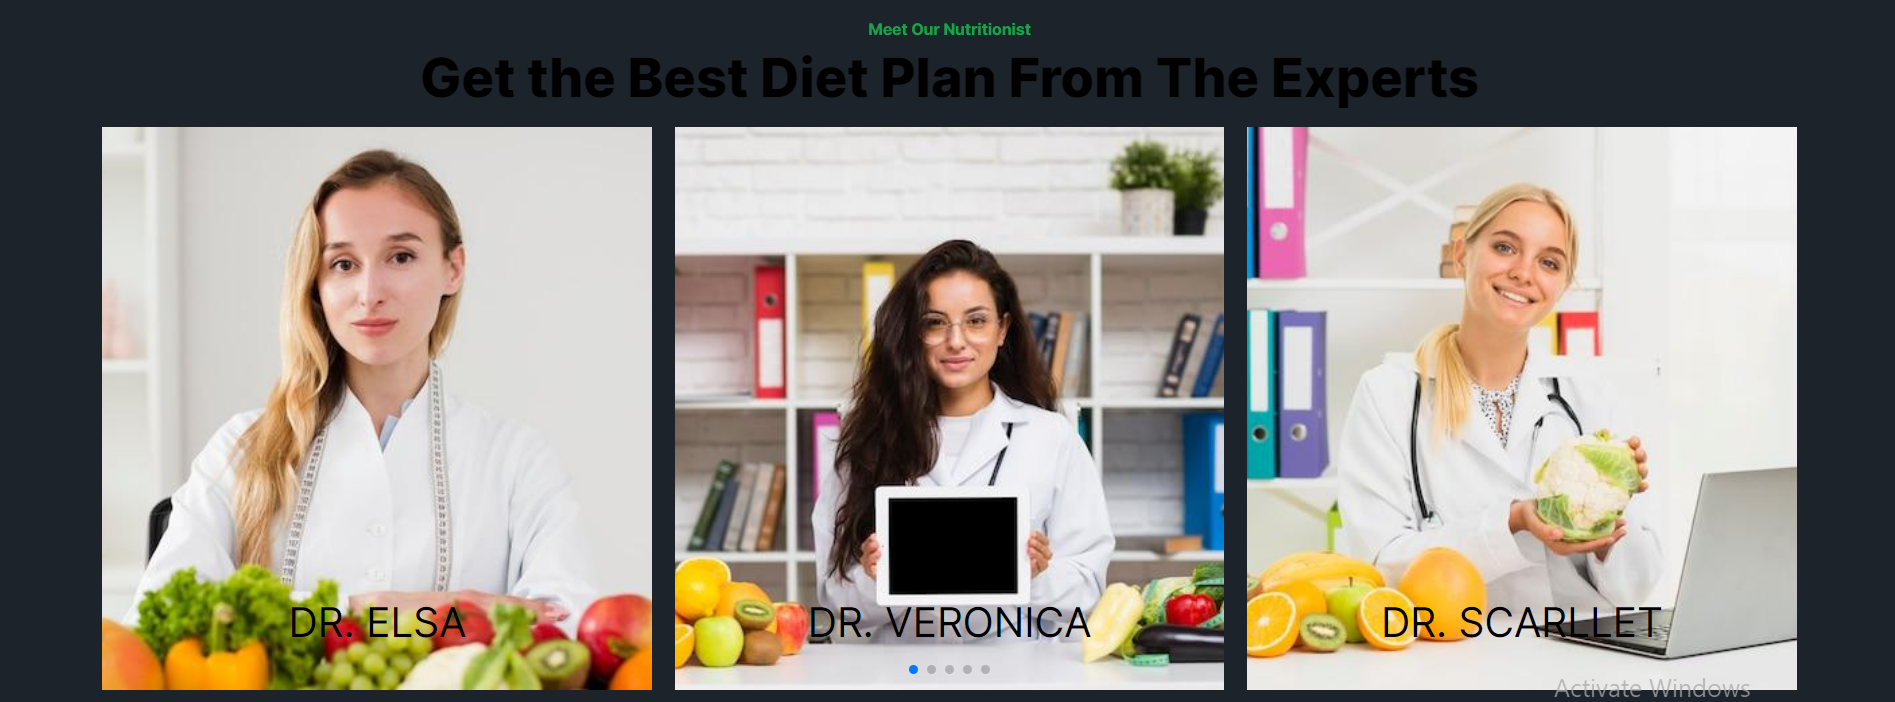 Meet Our Nutritionist
Get the Best Diet Plan From The Experts
DR. ELSA
DR. VERONICA
DR. SCARLLET
Activate Windows